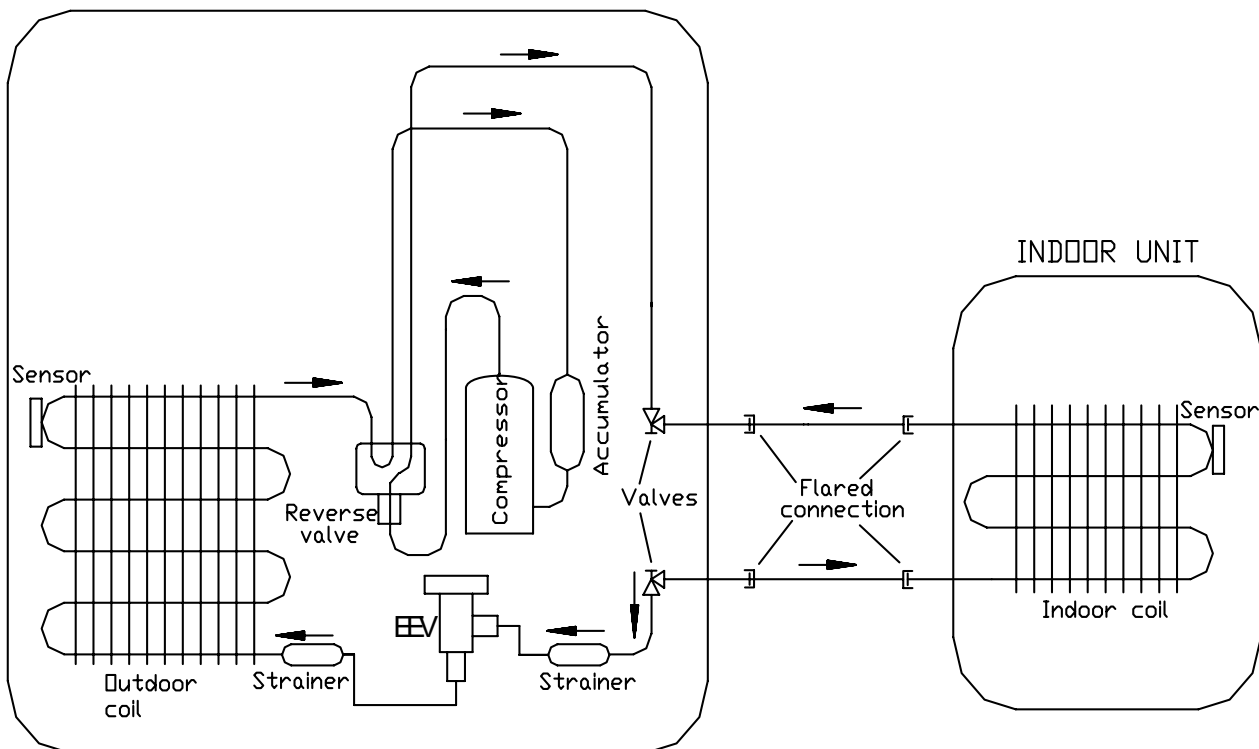 INDOOR UNIT
Sensor
Compressor
Accumulator
Sensor
Reverse
valve
Valves
Flared
connection
EEV
Indoor coil
Outdoor
coil
Strainer
Strainer